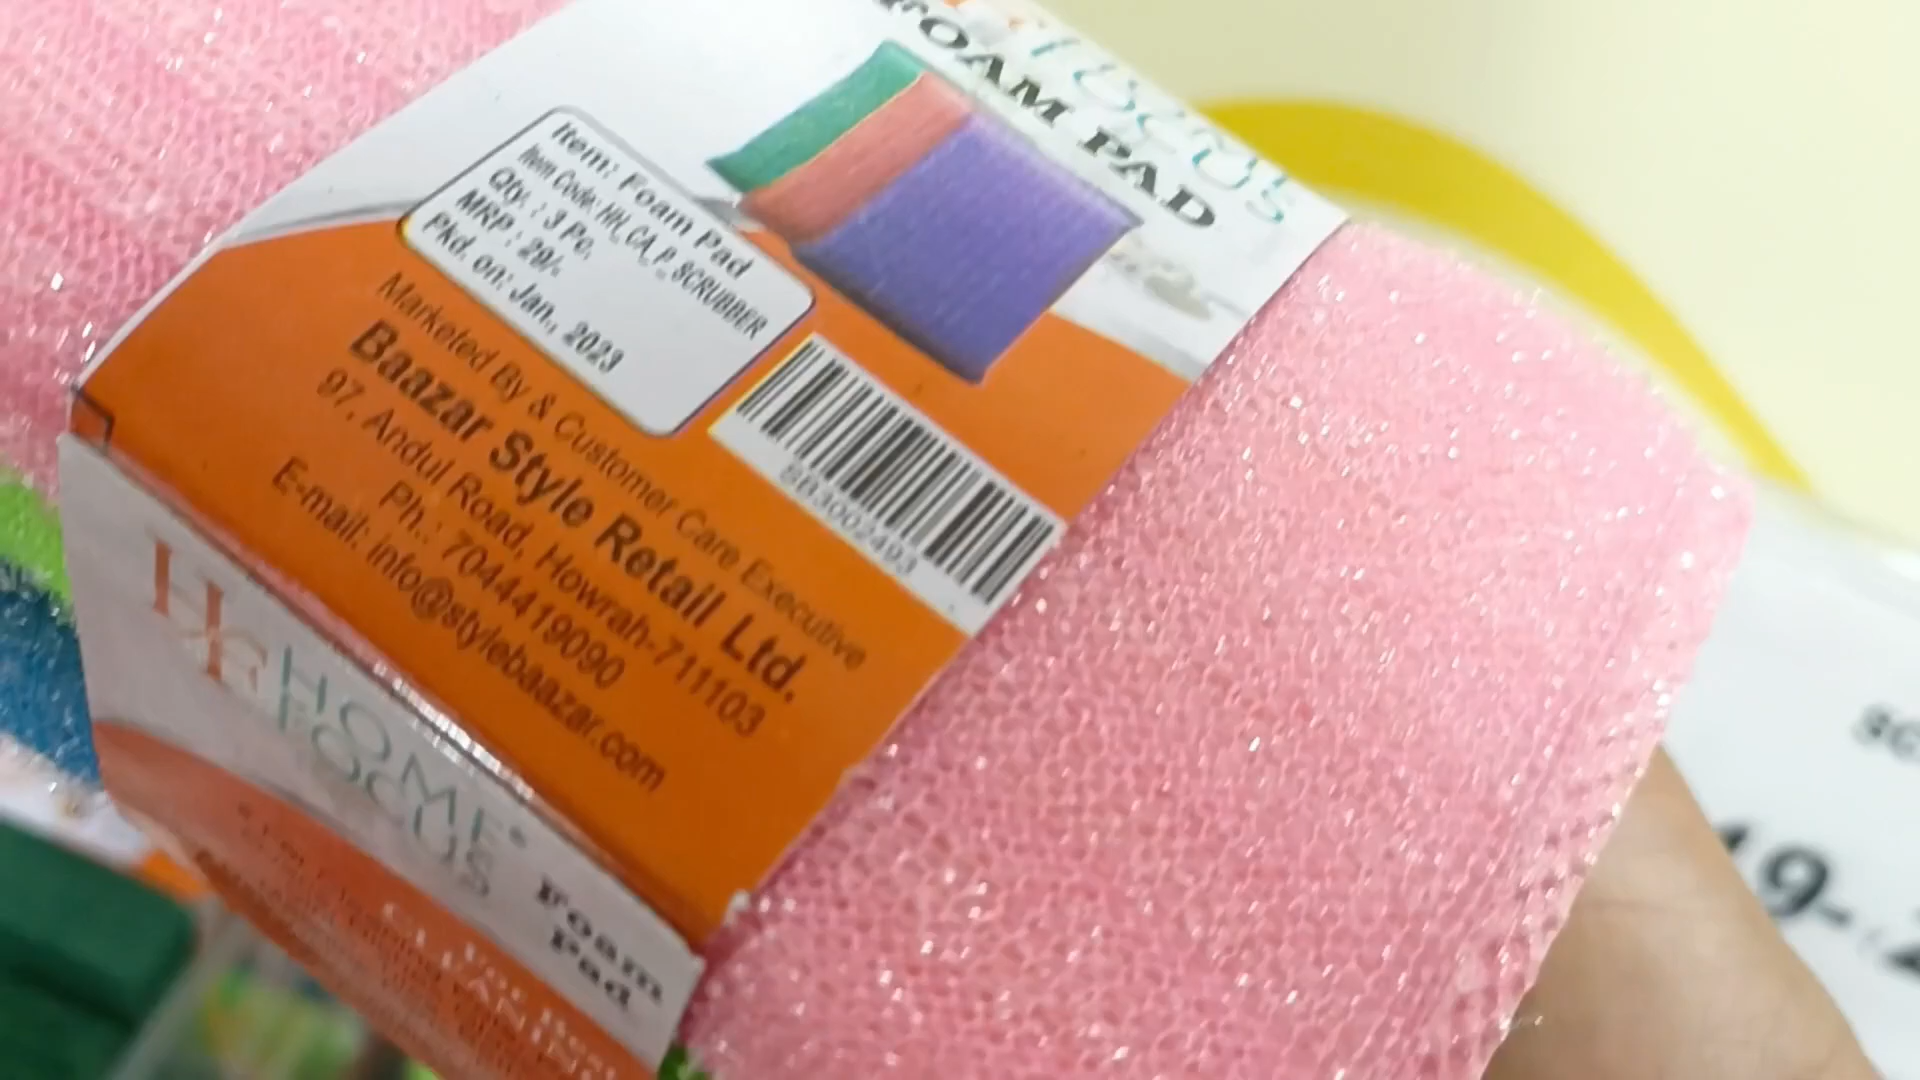 FOCUS
FOAM PAD
Item: Foam Pad
Item Code: HH_CA_P_SCRUBBER
Qty. : 3 Pc.
MRP : 29/-
Pkd. on: Jan., 2023
Marketed By & Customer Care Executive
Baazar Style Retail Ltd.
97, Andul Road, Howrah-711103
Ph.: 7044419090
E-mail: info@stylebaazar.com
HF HOME
FOCUS
Foam
Pad